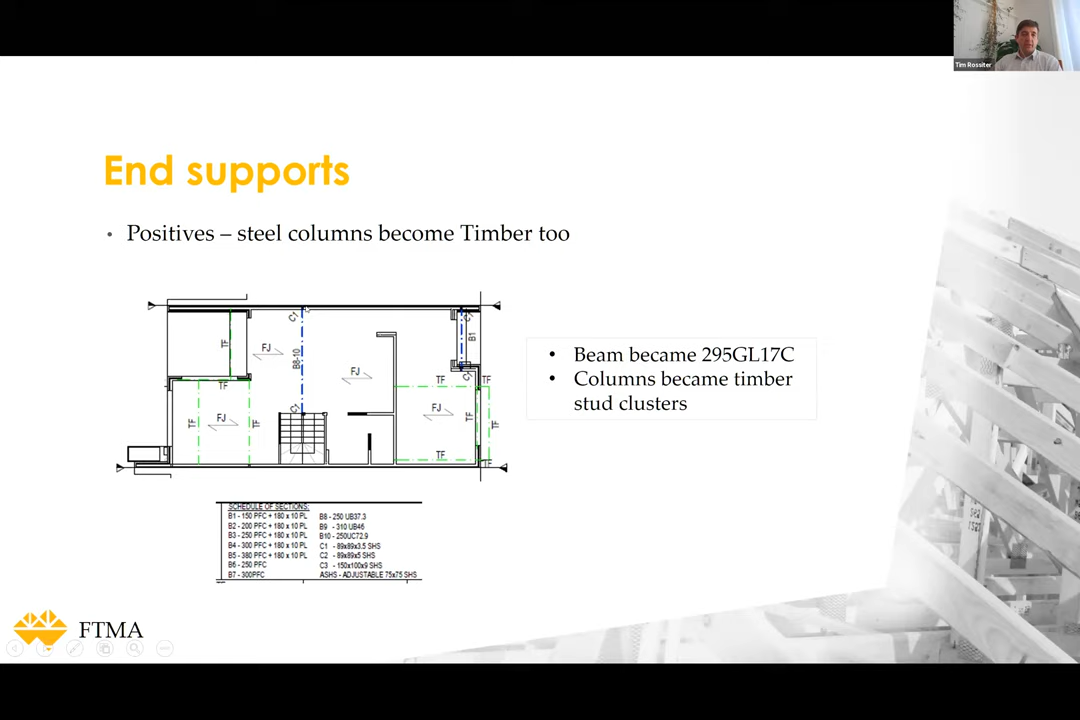 Tim Rossiter
End supports
• Positives – steel columns become Timber too
C1
C1
TF
FJ
B8-10
FJ
B1
C1
TF
TF
TF
FJ
FJ
TF
TF
C1
TF
TF
TF
TF
• Beam became 295GL17C
• Columns became timber
stud clusters
SCHEDULE OF SECTIONS:
B1 - 150 PFC + 180 x 10 PL
B2 - 200 PFC + 180 x 10 PL
B3 - 250 PFC + 180 x 10 PL
B4 - 300 PFC + 180 x 10 PL
B5 - 380 PFC + 180 x 10 PL
B6 - 250 PFC
B7 - 300PFC
B8 - 250 UB37.3
B9 - 310 UB46
B10 - 250UC72.9
C1 - 89x89x3.5 SHS
C2 - 89x89x5 SHS
C3 - 150x100x9 SHS
ASHS - ADJUSTABLE 75x75 SHS
FTMA